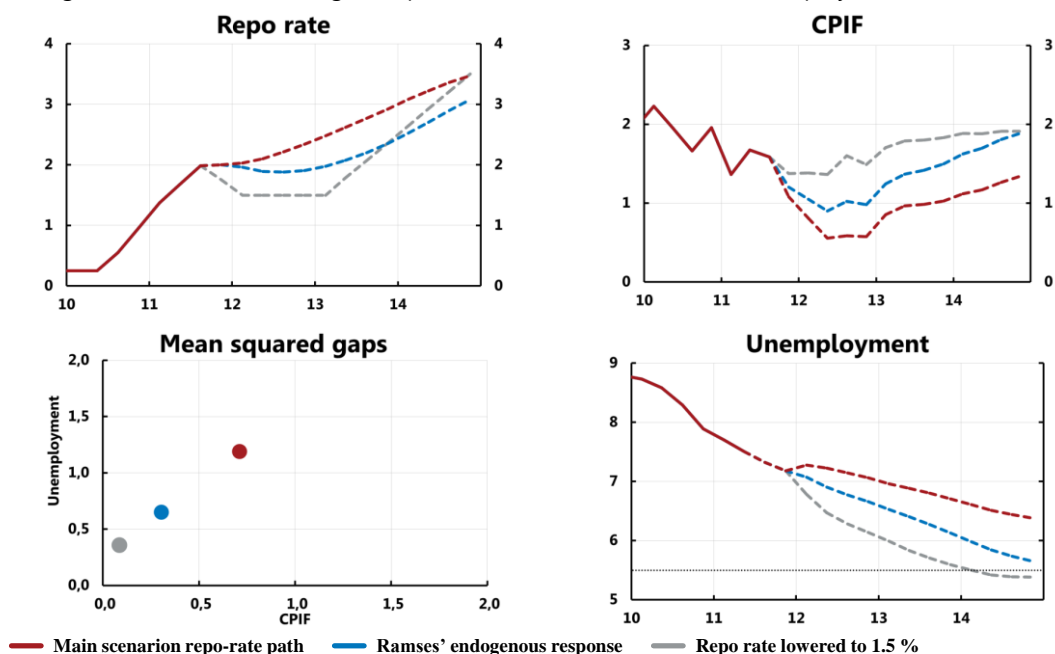 Repo rate
4 4
3 3
2 2
1 1
0 0
10 11 12 13 14
CPIF
3 3
2 2
1 1
0 0
10 11 12 13 14
Mean squared gaps
2,0
1,5
1,0
0,5
0,0
Unemployment
0,0 0,5 1,0 1,5 2,0
CPIF
Unemployment
9
8
7
6
5
10 11 12 13 14
Main scenarion repo-rate path Ramses’ endogenous response Repo rate lowered to 1.5 %